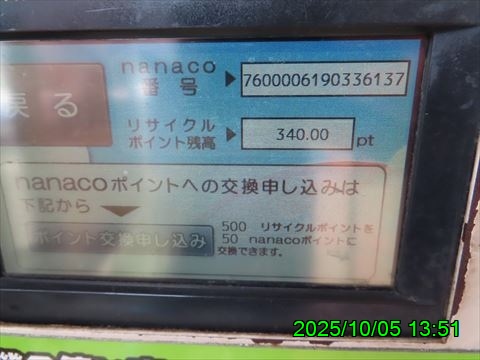 戻る
nanaco
番号 ▶ 7600006190336137
リサイクル
ポイント残高 ▶ 340.00 pt
nanacoポイントへの交換申し込みは
下記から ▼
ポイント交換申し込み
500 リサイクルポイントを
50 nanacoポイントに
交換できます。
2025/10/05 13:51